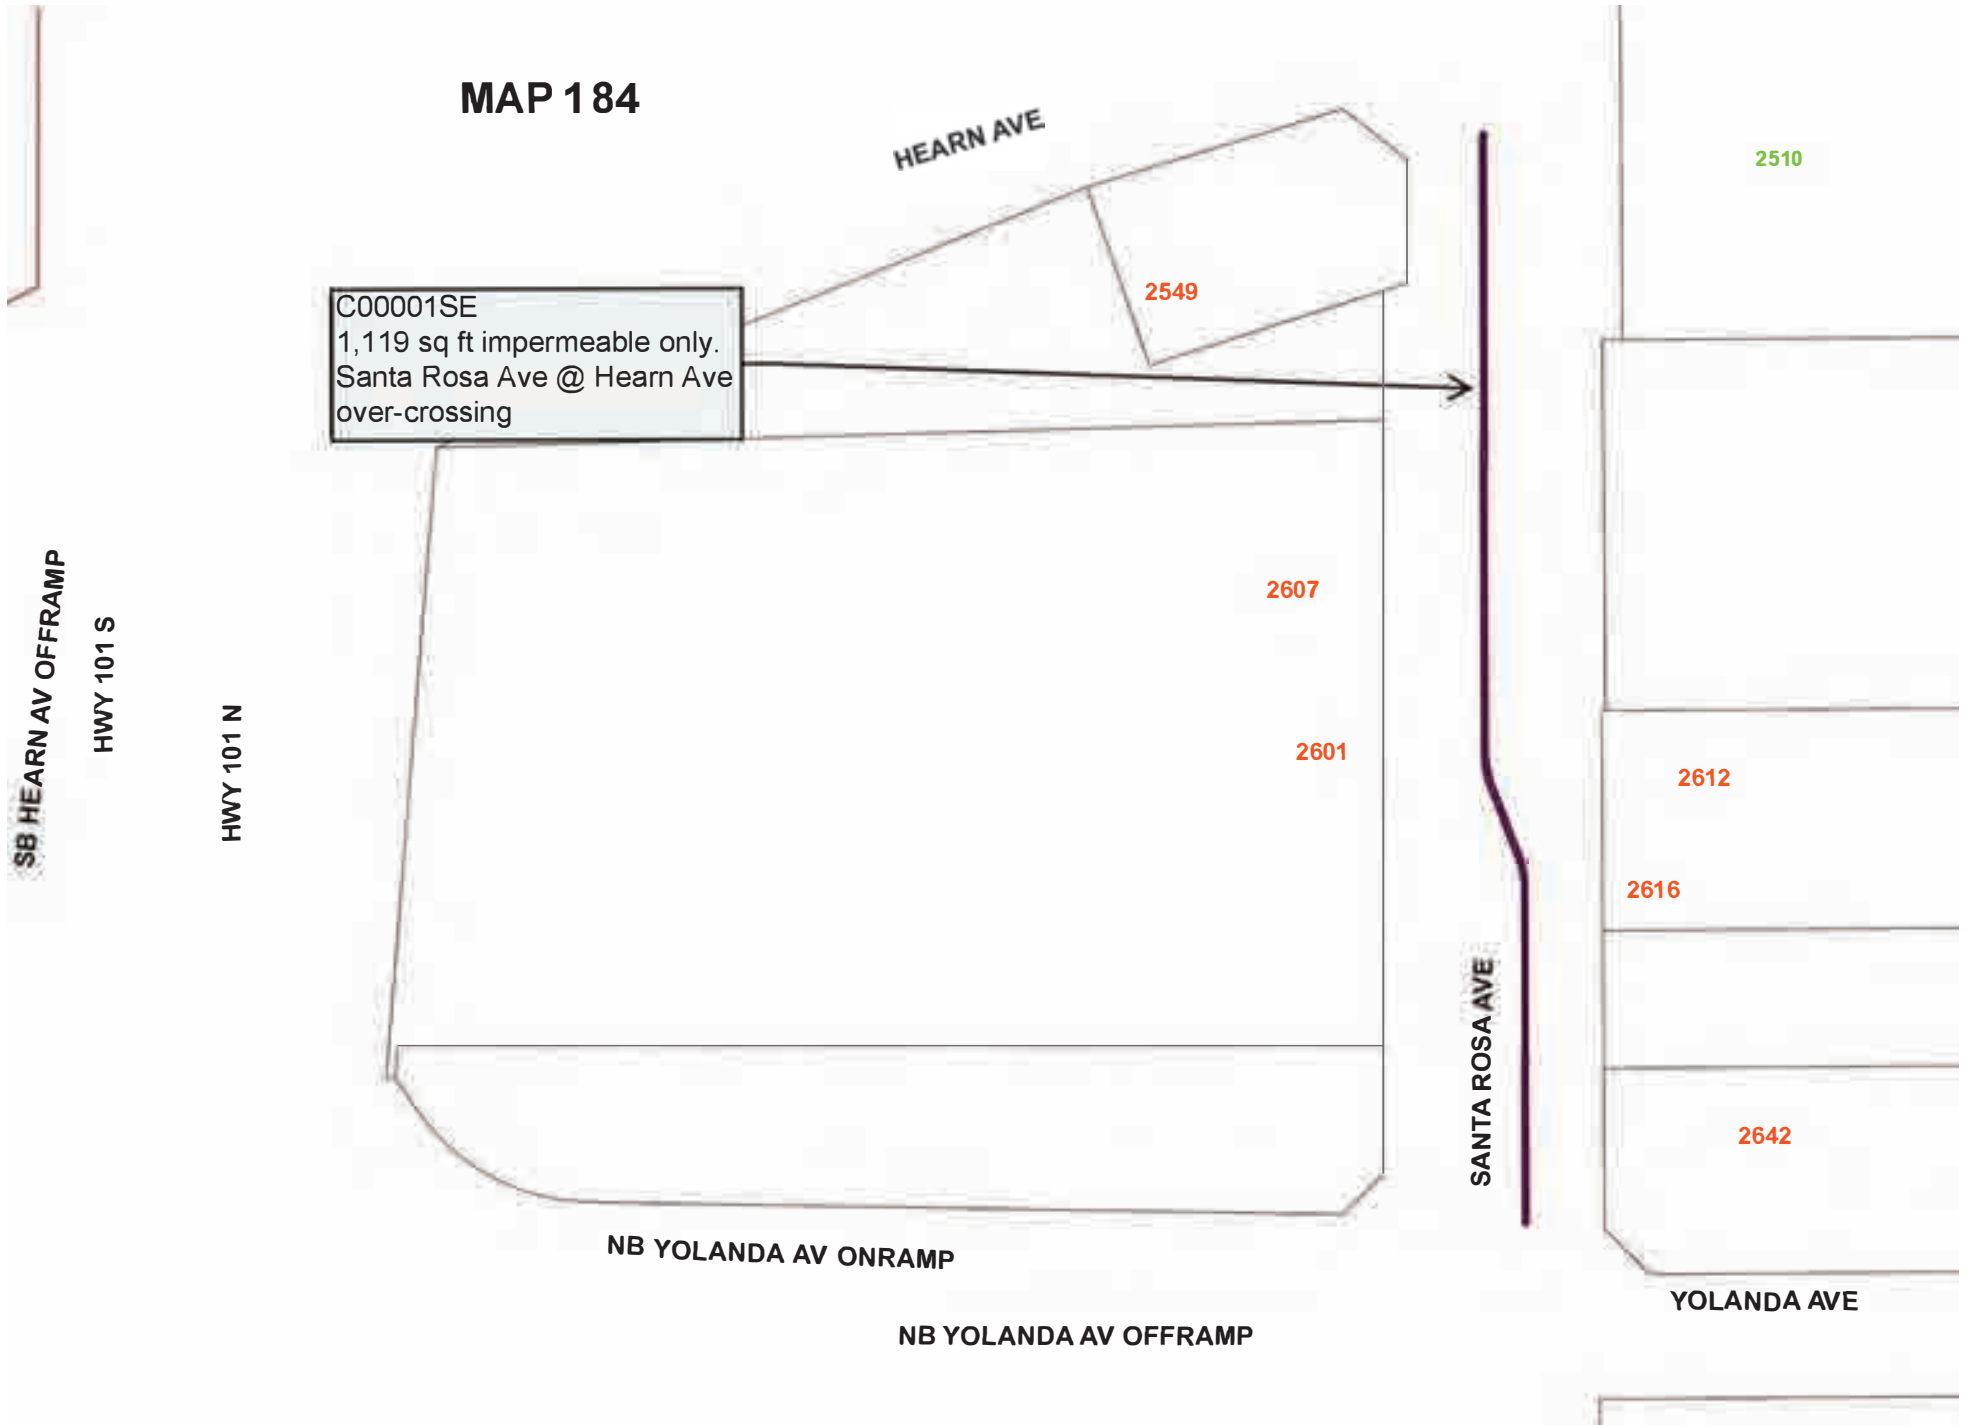 MAP 184
HEARN AVE
2510
2549
C00001SE
1,119 sq ft impermeable only.
Santa Rosa Ave @ Hearn Ave
over-crossing
SB HEARN AV OFFRAMP
HWY 101 S
HWY 101 N
2607
2601
2612
2616
SANTA ROSA AVE
2642
NB YOLANDA AV ONRAMP
YOLANDA AVE
NB YOLANDA AV OFFRAMP